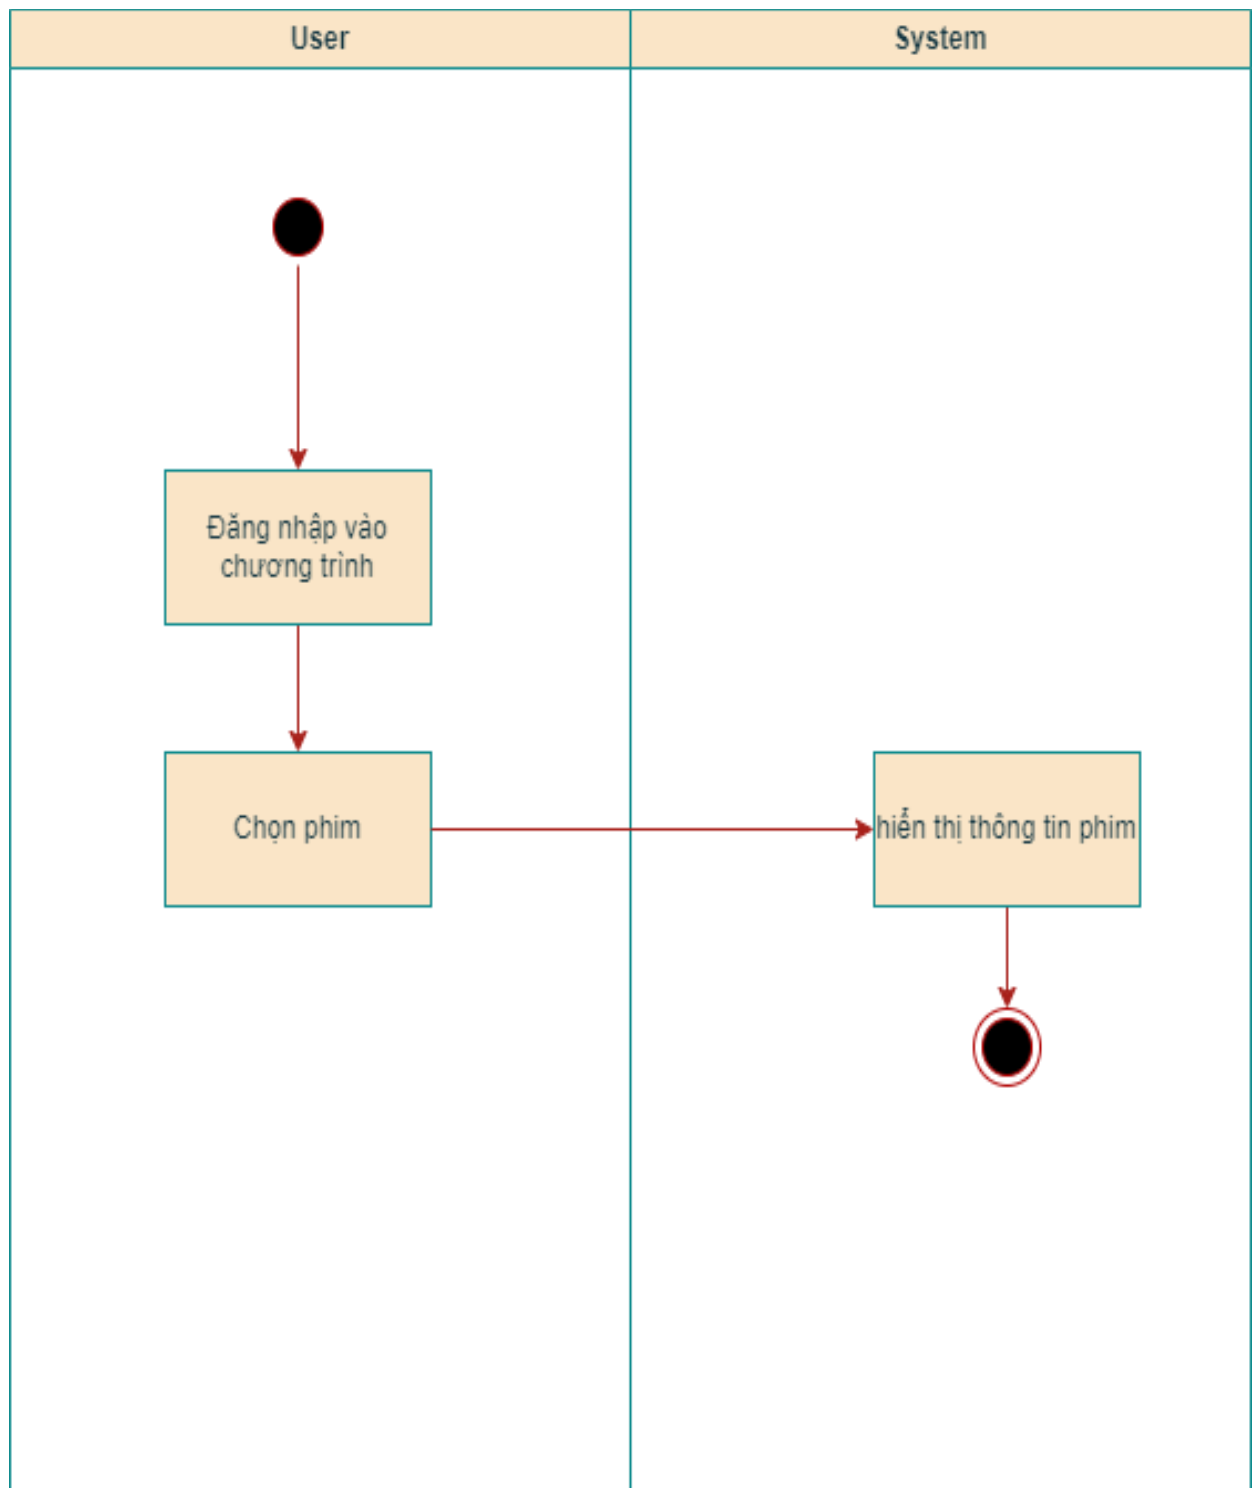 User
System
Đăng nhập vào
chương trình
Chọn phim
hiển thị thông tin phim